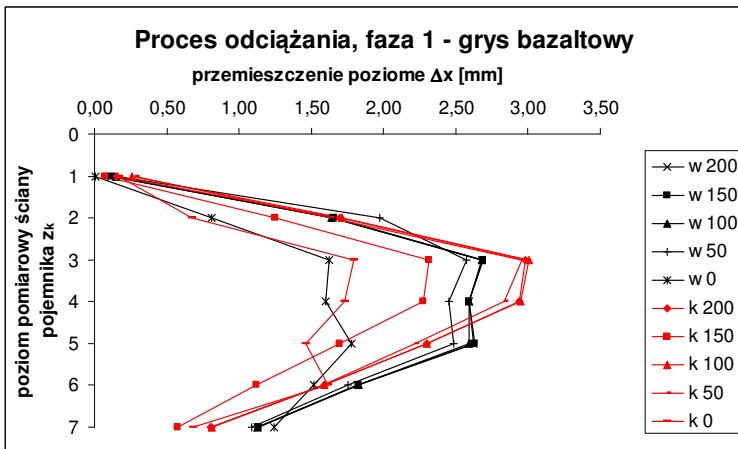 Proces odciążania, faza 1 - grys bazaltowy
przemieszczenie poziome Δx [mm]
0,00 0,50 1,00 1,50 2,00 2,50 3,00 3,50
poziom pomiarowy ściany
pojemnika zk
0
1
2
3
4
5
6
7
w 200
w 150
w 100
w 50
w 0
k 200
k 150
k 100
k 50
k 0